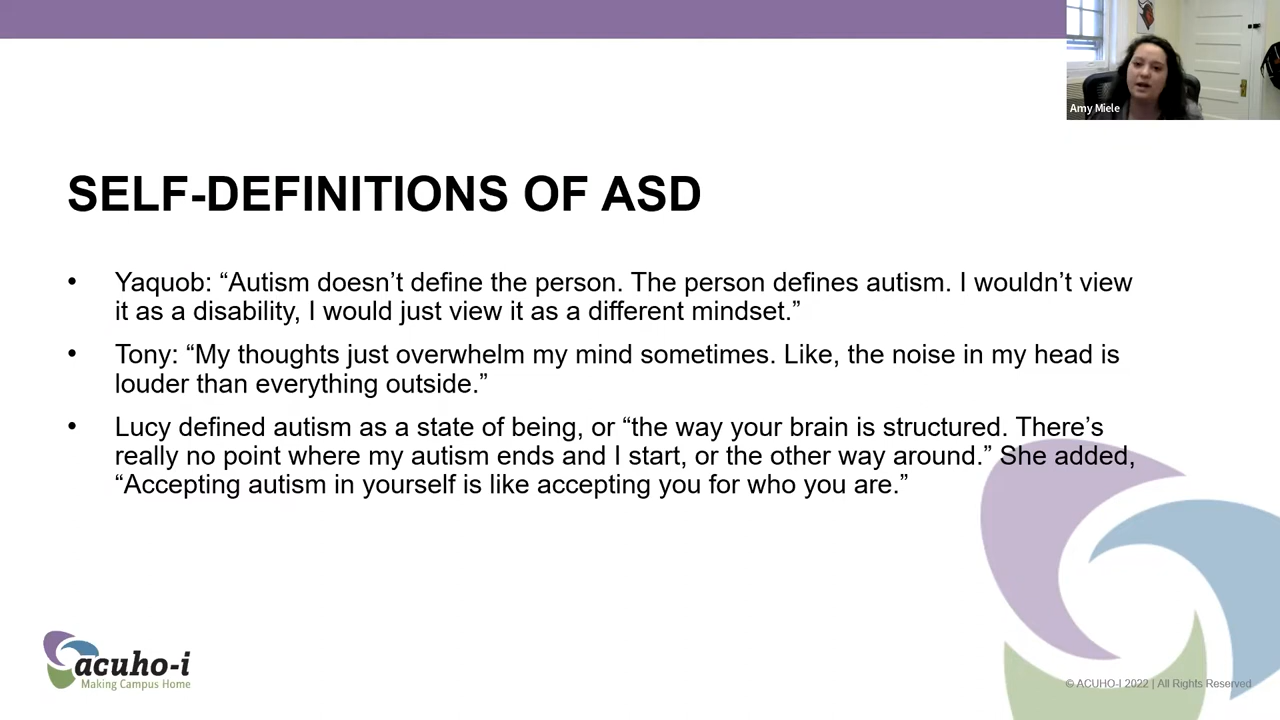 Amy Miele
SELF-DEFINITIONS OF ASD
• Yaquob: “Autism doesn’t define the person. The person defines autism. I wouldn’t view
it as a disability, I would just view it as a different mindset.”
• Tony: “My thoughts just overwhelm my mind sometimes. Like, the noise in my head is
louder than everything outside.”
• Lucy defined autism as a state of being, or “the way your brain is structured. There’s
really no point where my autism ends and I start, or the other way around.” She added,
“Accepting autism in yourself is like accepting you for who you are.”
acuho-i
Making Campus Home
© ACUHO-I 2022 | All Rights Reserved